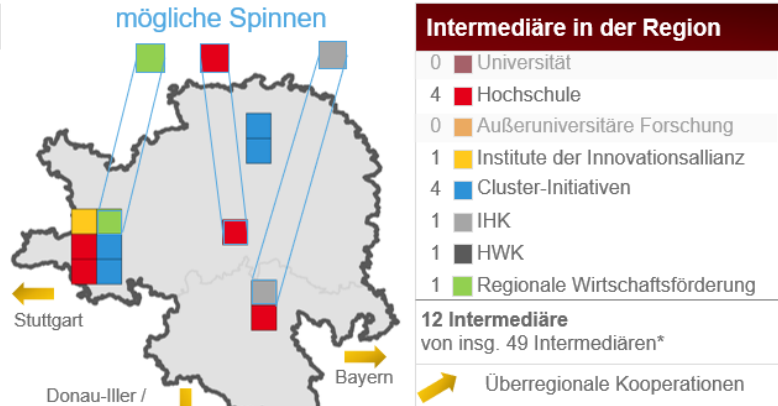 mögliche Spinnen
Stuttgart
Bayern
Donau-Iller /
Intermediäre in der Region
0 Universität
4 Hochschule
0 Außeruniversitäre Forschung
1 Institute der Innovationsallianz
4 Cluster-Initiativen
1 IHK
1 HWK
1 Regionale Wirtschaftsförderung
12 Intermediäre
von insg. 49 Intermediären*
Überregionale Kooperationen